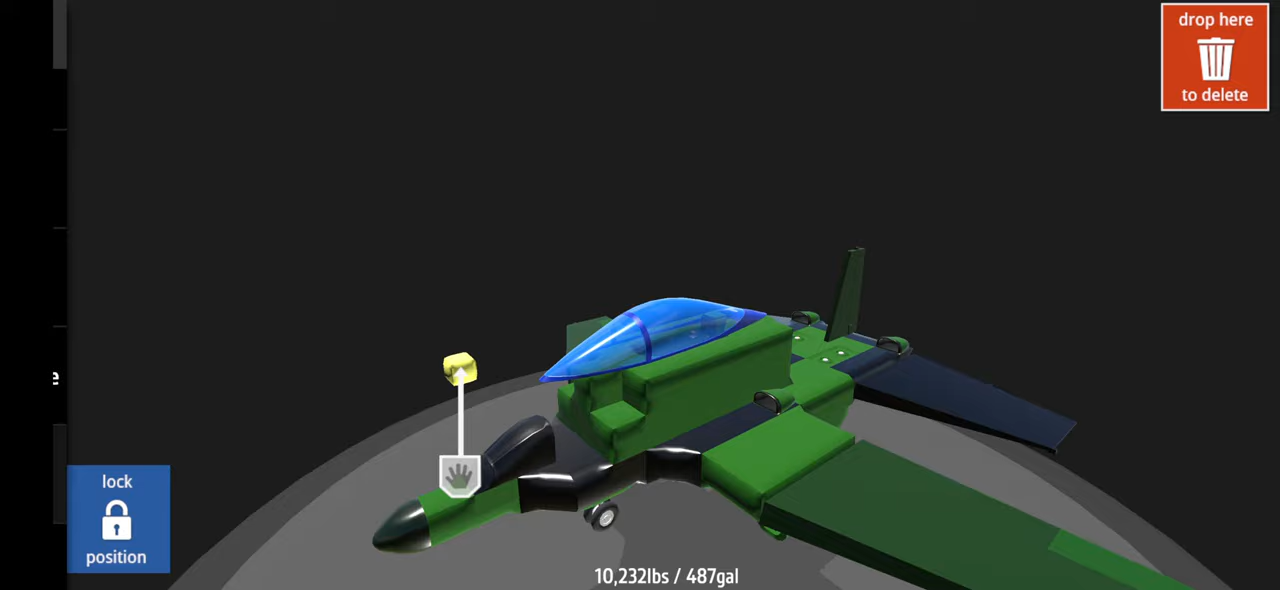 drop here
to delete
e
lock
position
10,232lbs / 487gal